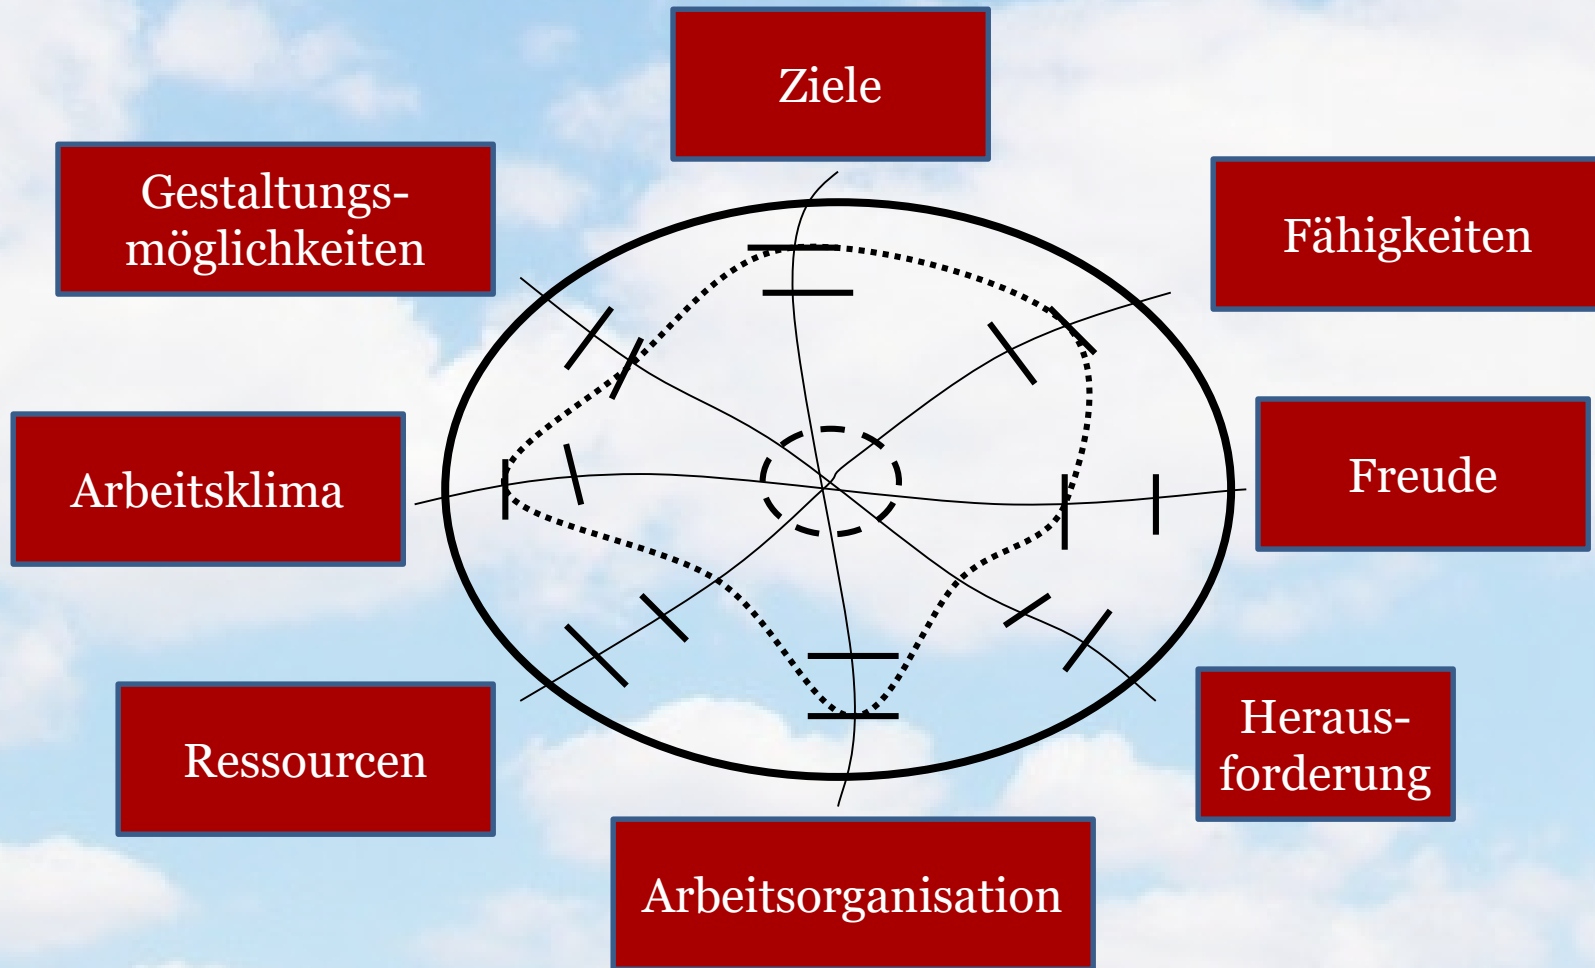 Ziele
Gestaltungs-
möglichkeiten
Fähigkeiten
Arbeitsklima
Freude
Ressourcen
Heraus-
forderung
Arbeitsorganisation